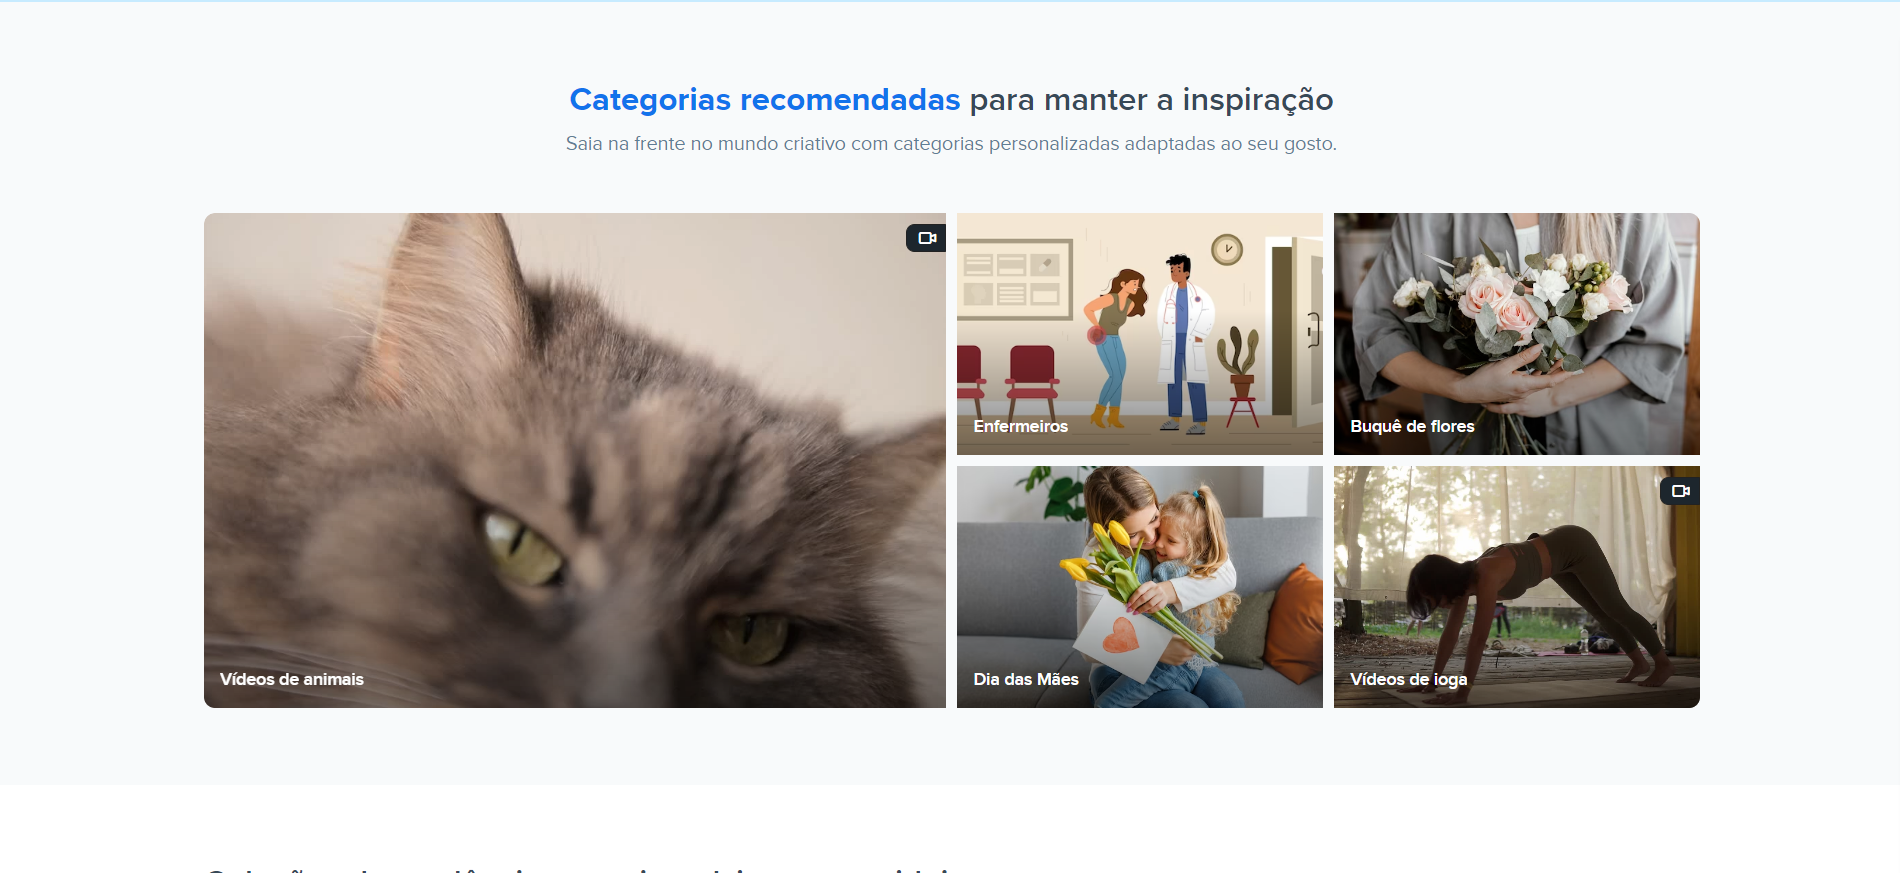 Categorias recomendadas para manter a inspiração
Saia na frente no mundo criativo com categorias personalizadas adaptadas ao seu gosto.
Enfermeiros
Buquê de flores
Vídeos de animais
Dia das Mães
Vídeos de ioga